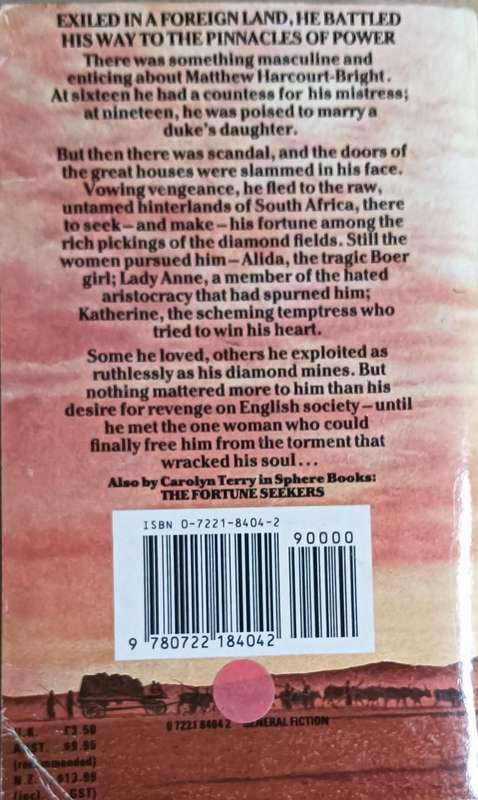 EXILED IN A FOREIGN LAND, HE BATTLED
HIS WAY TO THE PINNACLES OF POWER
There was something masculine and
enticing about Matthew Harcourt-Bright.
At sixteen he had a countess for his mistress;
at nineteen, he was poised to marry a
duke's daughter.
But then there was scandal, and the doors of
the great houses were slammed in his face.
Vowing vengeance, he fled to the raw,
untamed hinterlands of South Africa, there
to seek – and make – his fortune among the
rich pickings of the diamond fields. Still the
women pursued him – Alida, the tragic Boer
girl; Lady Anne, a member of the hated
aristocracy that had spurned him;
Katherine, the scheming temptress who
tried to win his heart.
Some he loved, others he exploited as
ruthlessly as his diamond mines. But
nothing mattered more to him than his
desire for revenge on English society – until
he met the one woman who could
finally free him from the torment that
wracked his soul...
Also by Carolyn Terry in Sphere Books:
THE FORTUNE SEEKERS
ISBN 0-7221-8404-2
90000
9 780722 184042
0 7221 8404 2 GENERAL FICTION
U.K. £3.50
AUST. $9.95
(recommended)
N.Z. $13.99
(incl. GST)